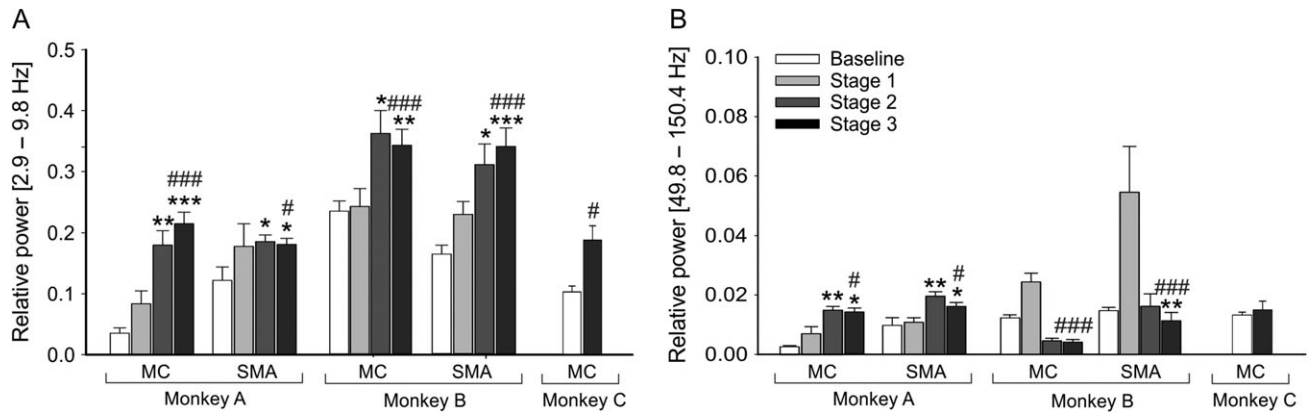 A
Relative power [2.9 – 9.8 Hz]
0.5
0.4
0.3
0.2
0.1
0.0
###
***
**
#
*
*
*
###
**
###
***
*
#
MC
SMA
MC
SMA
MC
Monkey A
Monkey B
Monkey C
B
Relative power [49.8 – 150.4 Hz]
0.10
0.08
0.06
0.04
0.02
0.00
Baseline
Stage 1
Stage 2
Stage 3
#
**
*
#
**
*
###
###
**
MC
SMA
MC
SMA
MC
Monkey A
Monkey B
Monkey C